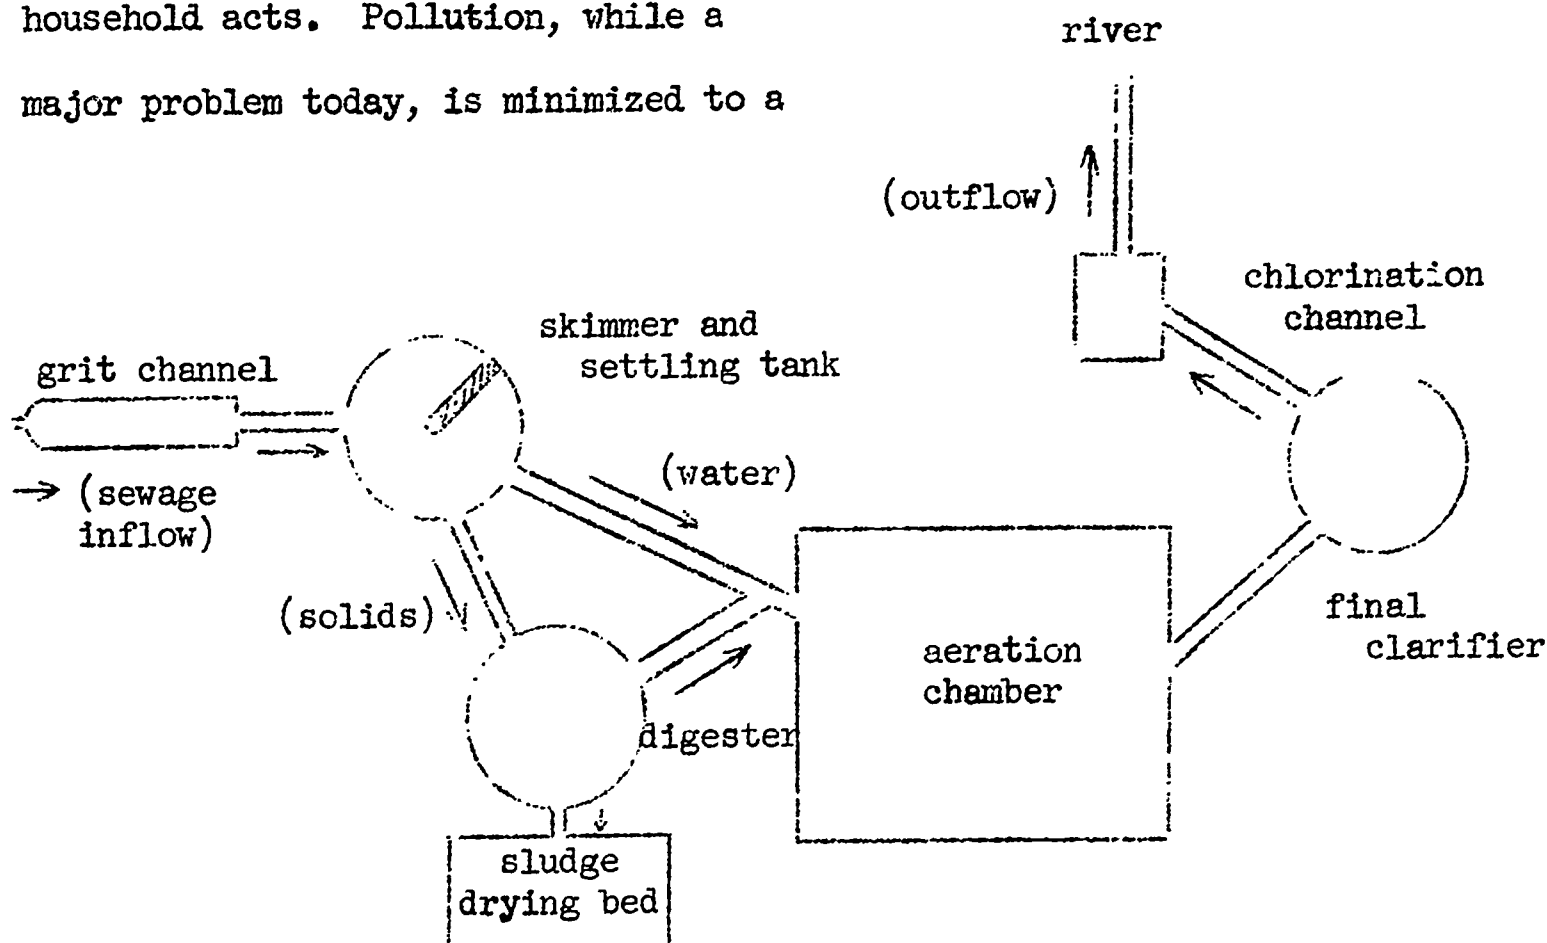 household acts. Pollution, while a
major problem today, is minimized to a
river
(outflow)
chlorination
channel
skimmer and
settling tank
grit channel
(sewage
inflow)
(water)
(solids)
final
clarifier
aeration
chamber
digester
sludge
drying bed